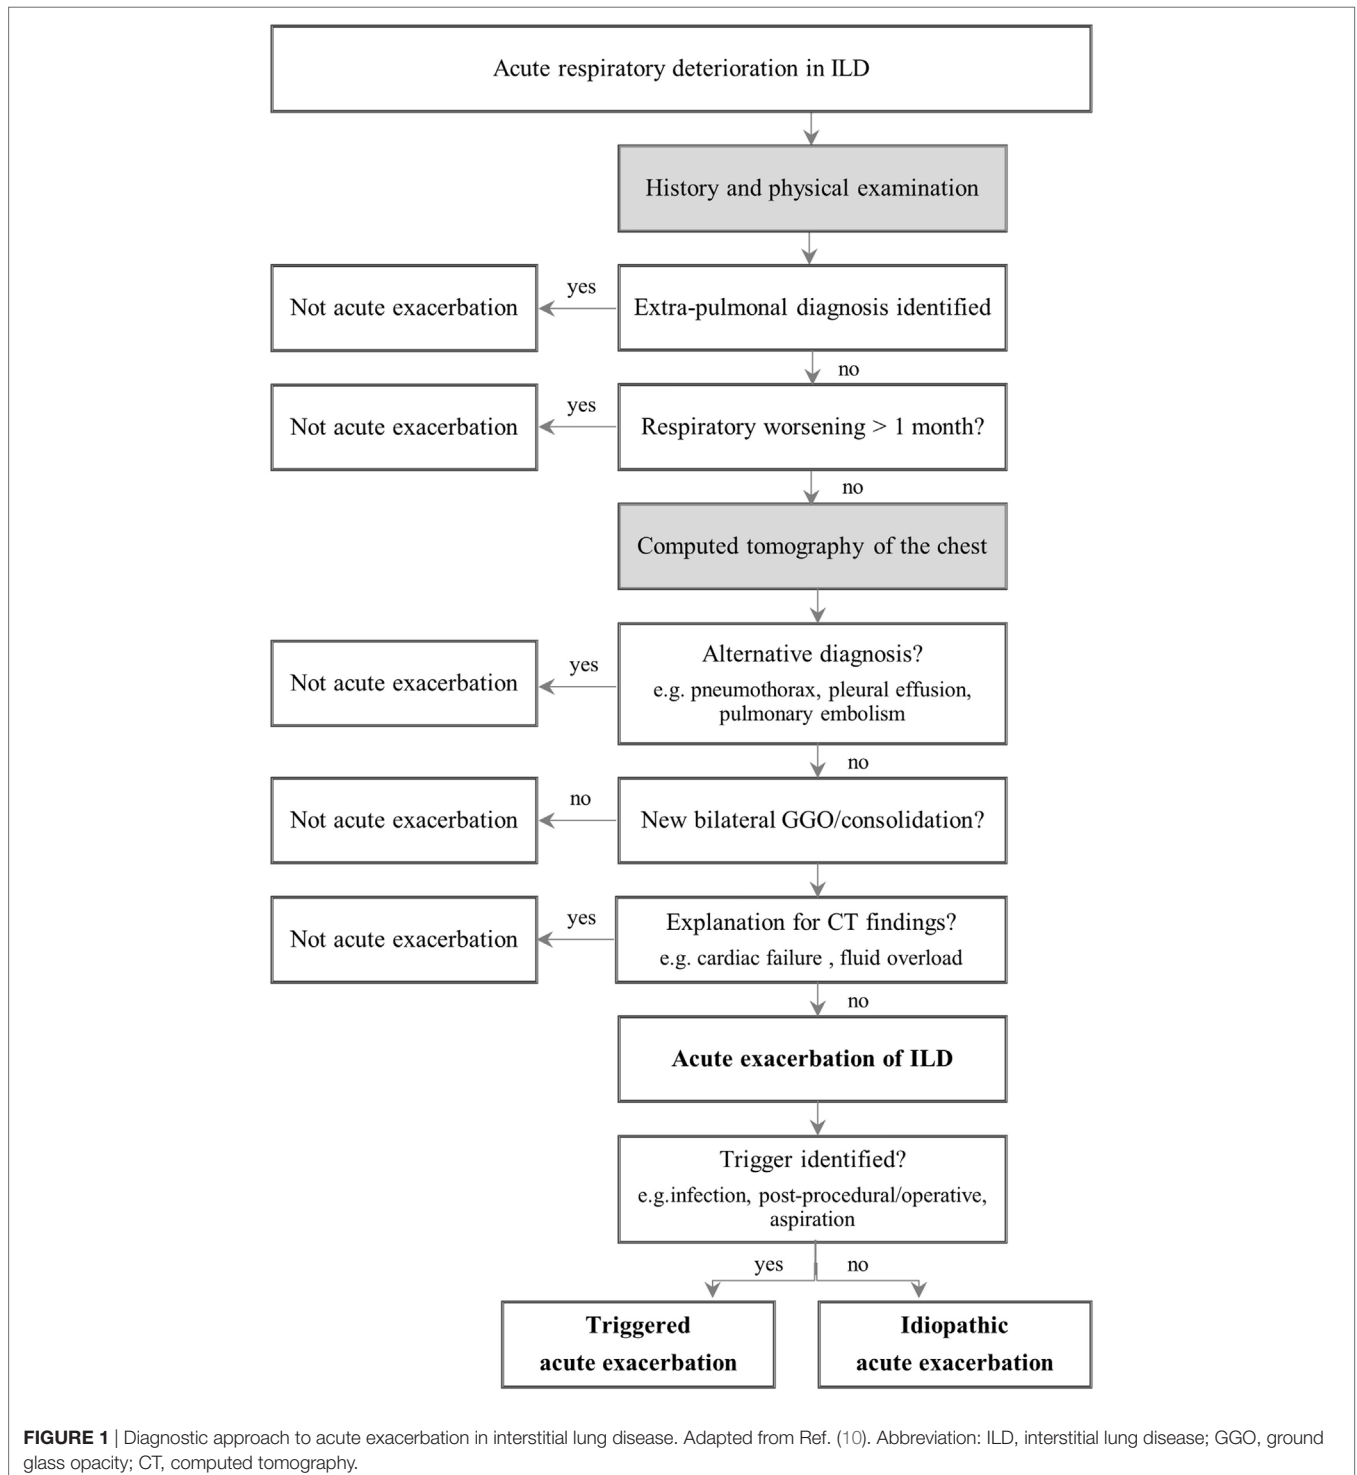 Acute respiratory deterioration in ILD
History and physical examination
Not acute exacerbation
yes
Extra-pulmonal diagnosis identified
no
Not acute exacerbation
yes
Respiratory worsening > 1 month?
no
Computed tomography of the chest
Not acute exacerbation
yes
Alternative diagnosis?
e.g. pneumothorax, pleural effusion,
pulmonary embolism
no
Not acute exacerbation
no
New bilateral GGO/consolidation?
Not acute exacerbation
yes
Explanation for CT findings?
e.g. cardiac failure , fluid overload
no
Acute exacerbation of ILD
Trigger identified?
e.g.infection, post-procedural/operative,
aspiration
yes
no
Triggered
acute exacerbation
Idiopathic
acute exacerbation
FIGURE 1 | Diagnostic approach to acute exacerbation in interstitial lung disease. Adapted from Ref. (10). Abbreviation: ILD, interstitial lung disease; GGO, ground
glass opacity; CT, computed tomography.